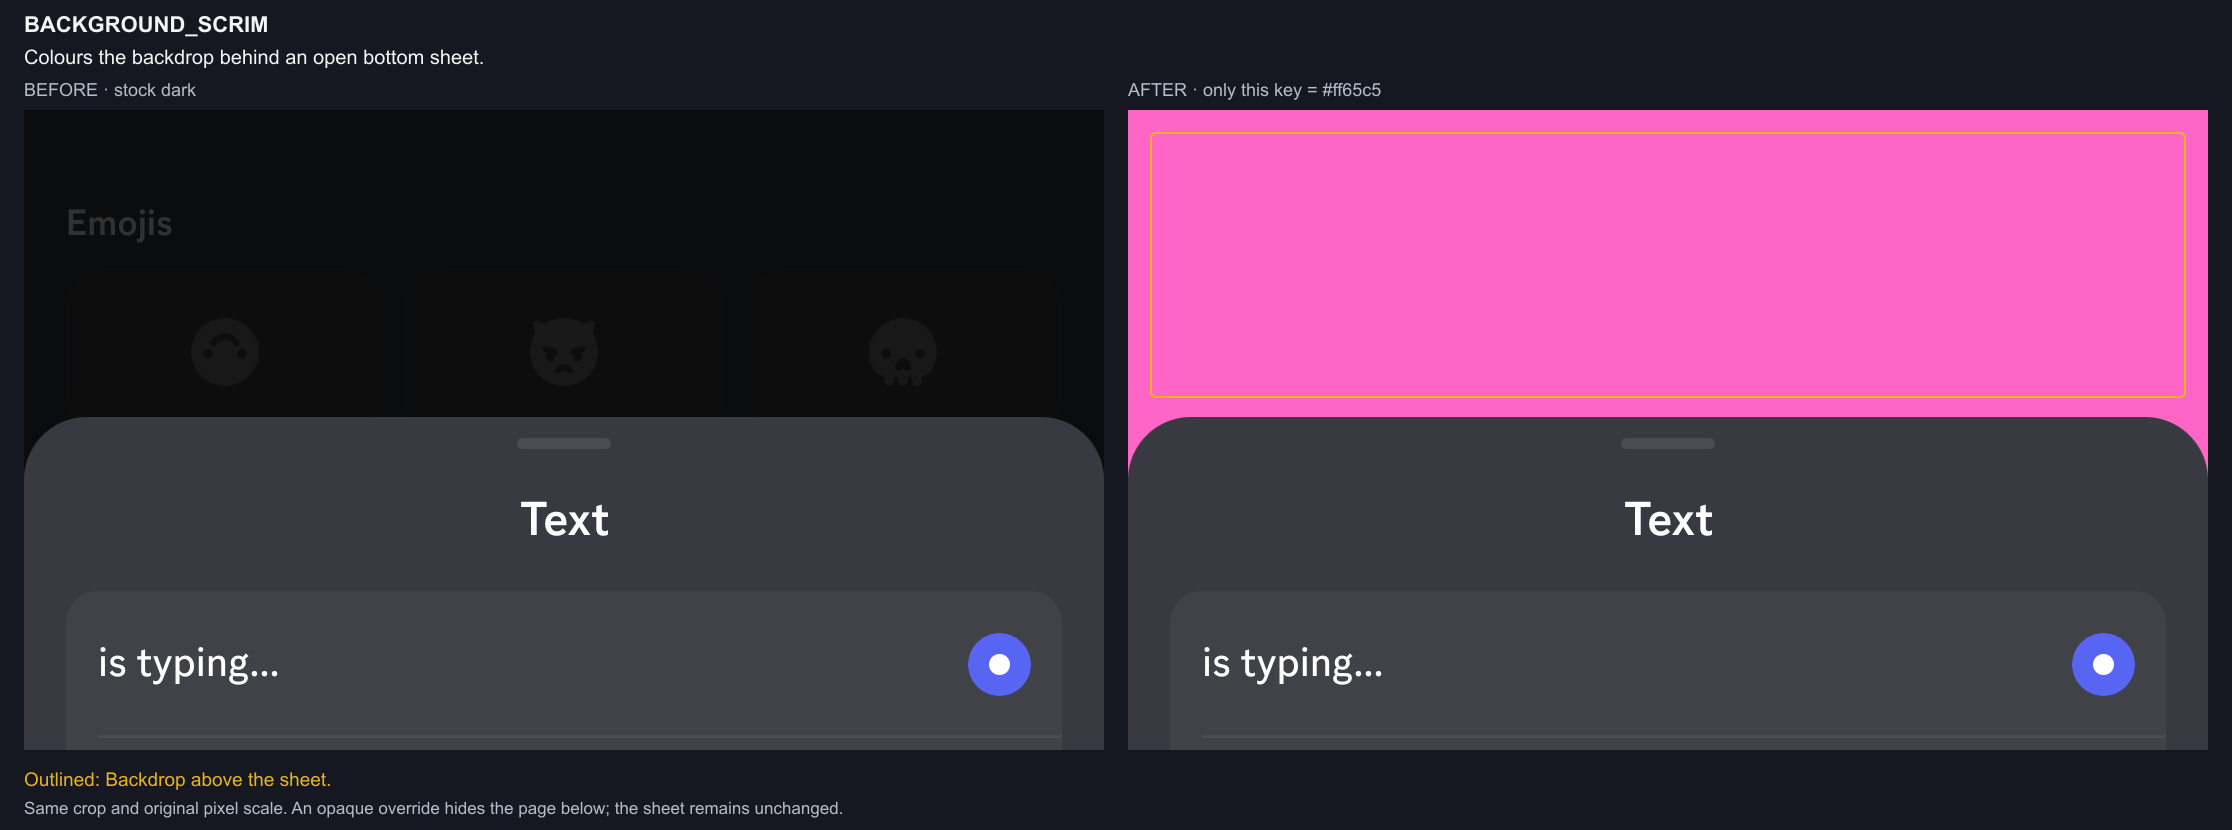 BACKGROUND_SCRIM
Colours the backdrop behind an open bottom sheet.
BEFORE · stock dark
AFTER · only this key = #ff65c5
Emojis
Text
is typing...
Text
is typing...
Outlined: Backdrop above the sheet.
Same crop and original pixel scale. An opaque override hides the page below; the sheet remains unchanged.